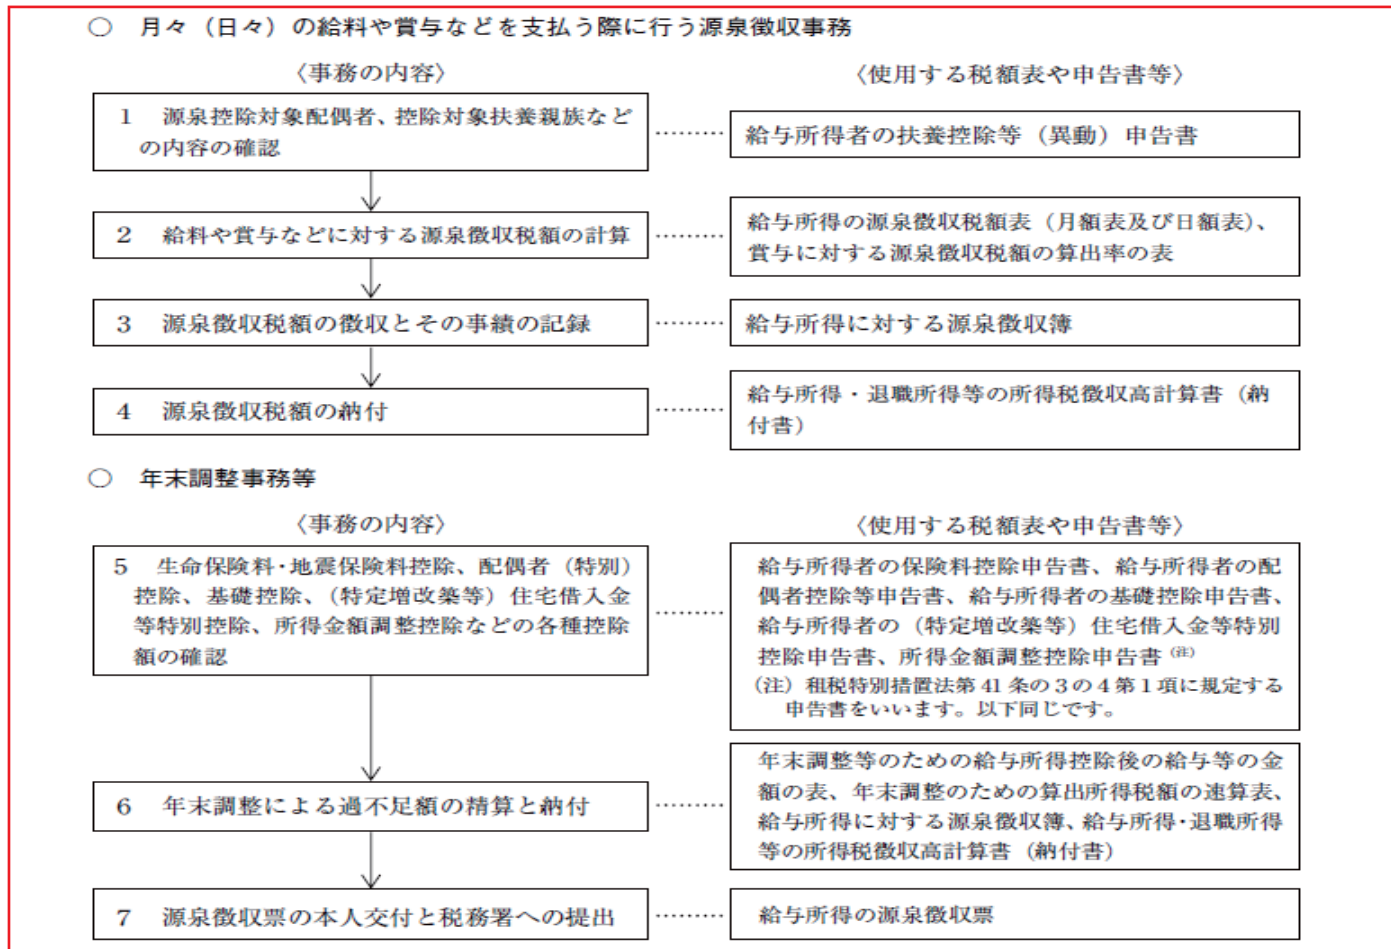 ○ 月々（日々）の給料や賞与などを支払う際に行う源泉徴収事務
〈事務の内容〉
〈使用する税額表や申告書等〉
1 源泉控除対象配偶者、控除対象扶養親族など
の内容の確認
給与所得者の扶養控除等（異動）申告書
2 給料や賞与などに対する源泉徴収税額の計算
給与所得の源泉徴収税額表（月額表及び日額表）、
賞与に対する源泉徴収税額の算出率の表
3 源泉徴収税額の徴収とその事績の記録
給与所得に対する源泉徴収簿
4 源泉徴収税額の納付
給与所得・退職所得等の所得税徴収高計算書（納
付書）
○ 年末調整事務等
〈事務の内容〉
〈使用する税額表や申告書等〉
5 生命保険料・地震保険料控除、配偶者（特別）
控除、基礎控除、（特定増改築等）住宅借入金
等特別控除、所得金額調整控除などの各種控除
額の確認
給与所得者の保険料控除申告書、給与所得者の配
偶者控除等申告書、給与所得者の基礎控除申告書、
給与所得者の（特定増改築等）住宅借入金等特別
控除申告書、所得金額調整控除申告書（注）
（注）租税特別措置法第41条の3の4第1項に規定する
申告書をいいます。以下同じです。
6 年末調整による過不足額の精算と納付
年末調整等のための給与所得控除後の給与等の金
額の表、年末調整のための算出所得税額の速算表、
給与所得に対する源泉徴収簿、給与所得・退職所得
等の所得税徴収高計算書（納付書）
7 源泉徴収票の本人交付と税務署への提出
給与所得の源泉徴収票